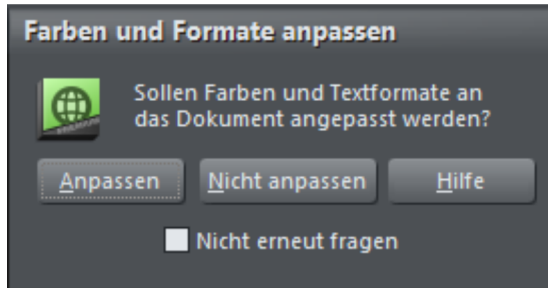 Farben und Formate anpassen
Sollen Farben und Textformate an
das Dokument angepasst werden?
Anpassen
Nicht anpassen
Hilfe
Nicht erneut fragen